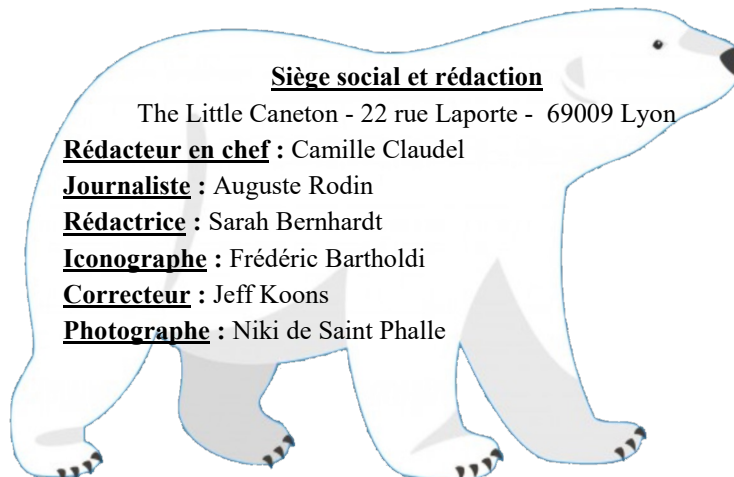 Siège social et rédaction
The Little Caneton - 22 rue Laporte - 69009 Lyon
Rédacteur en chef : Camille Claudel
Journaliste : Auguste Rodin
Rédactrice : Sarah Bernhardt
Iconographe : Frédéric Bartholdi
Correcteur : Jeff Koons
Photographe : Niki de Saint Phalle